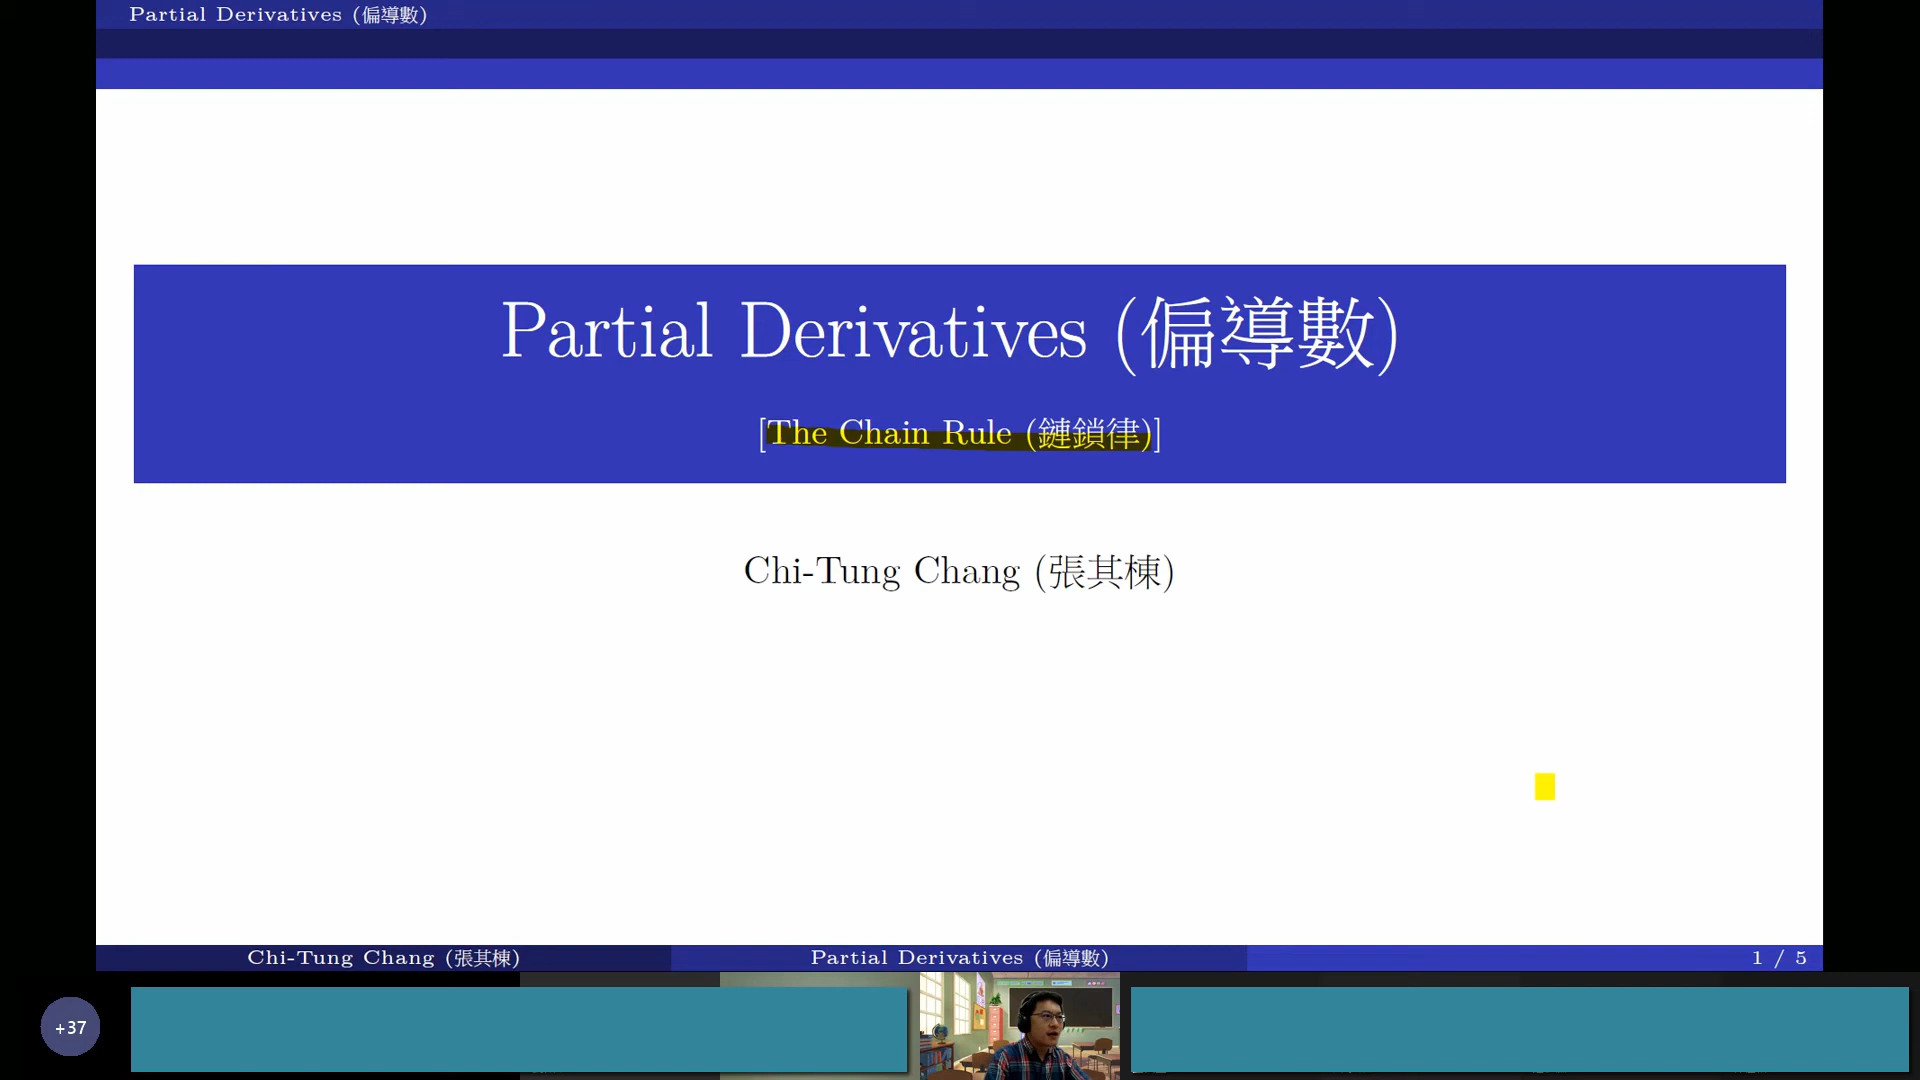 Partial Derivatives (偏導數)
Partial Derivatives (偏導數)
[The Chain Rule (鏈鎖律)]
Chi-Tung Chang (張其棟)
Chi-Tung Chang (張其棟)
Partial Derivatives (偏導數)
1 / 5
+37